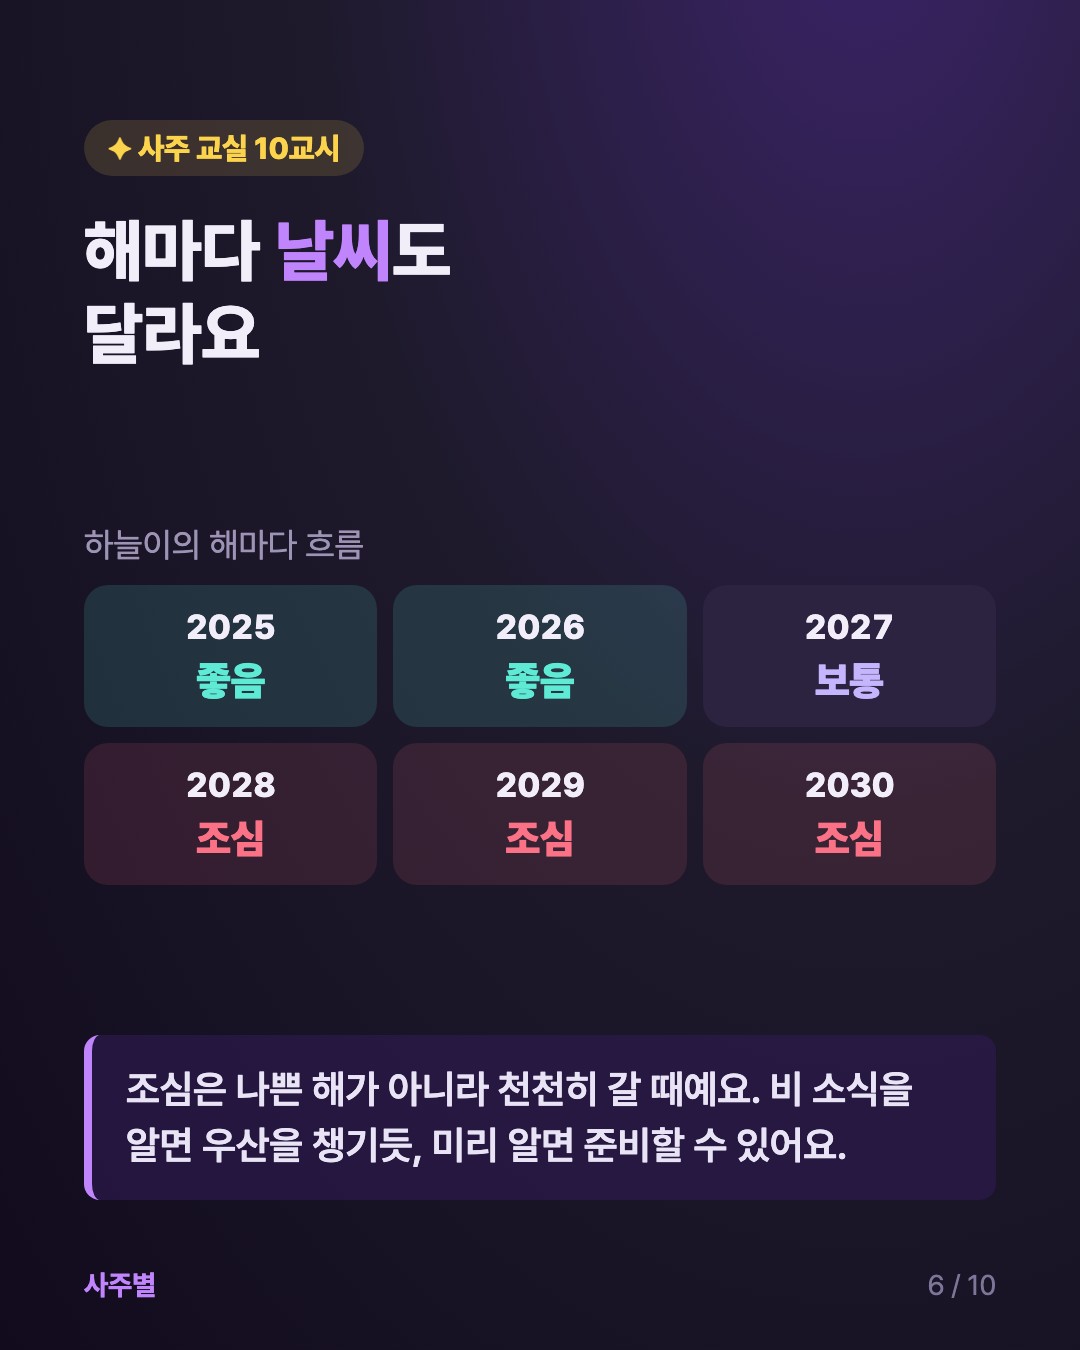 ✦ 사주 교실 10교시
해마다 날씨도
달라요
하늘이의 해마다 흐름
2025
좋음
2026
좋음
2027
보통
2028
조심
2029
조심
2030
조심
조심은 나쁜 해가 아니라 천천히 갈 때예요. 비 소식을
알면 우산을 챙기듯, 미리 알면 준비할 수 있어요.
사주별
6 / 10